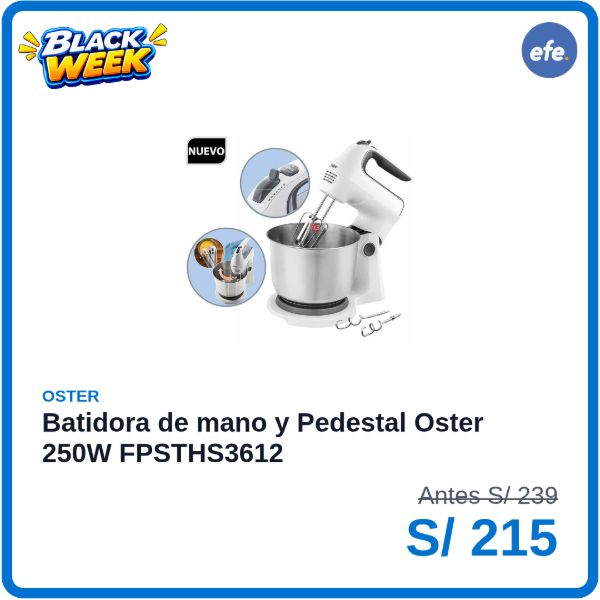 BLACK
WEEK
efe.
NUEVO
OSTER
Batidora de mano y Pedestal Oster
250W FPSTHS3612
Antes S/ 239
S/ 215